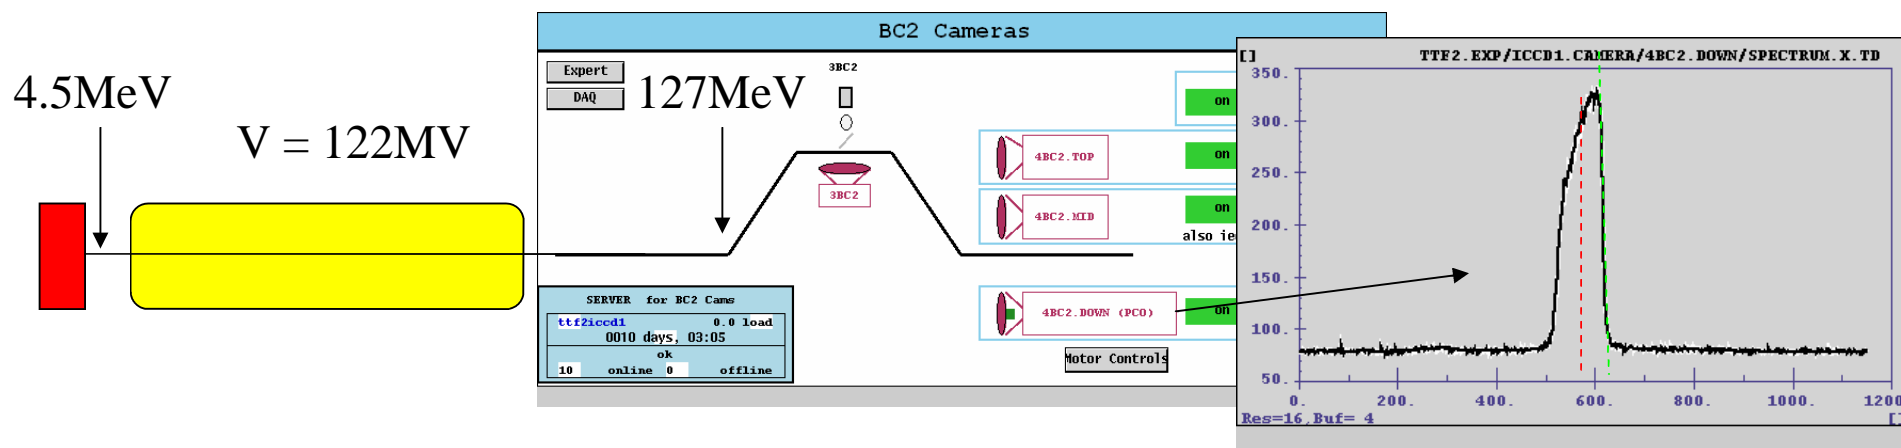 4.5MeV
V = 122MV
BC2 Cameras
Expert
DAQ
127MeV
3BC2
3BC2
on
4BC2.TOP
on
4BC2.MID
on
also
4BC2.DOWN (PCO)
on
Motor Controls
SERVER for BC2 Cams
ttf2iccd1 0.0 load
0010 days, 03:05
ok
10 online 0 offline
[] TTF2.EXP/ICCD1.CAMERA/4BC2.DOWN/SPECTRUM.X.TD
350.
300.
250.
200.
150.
100.
50.
0. 200. 400. 600. 800. 1000. 1200
Res=16,Buf= 4 [